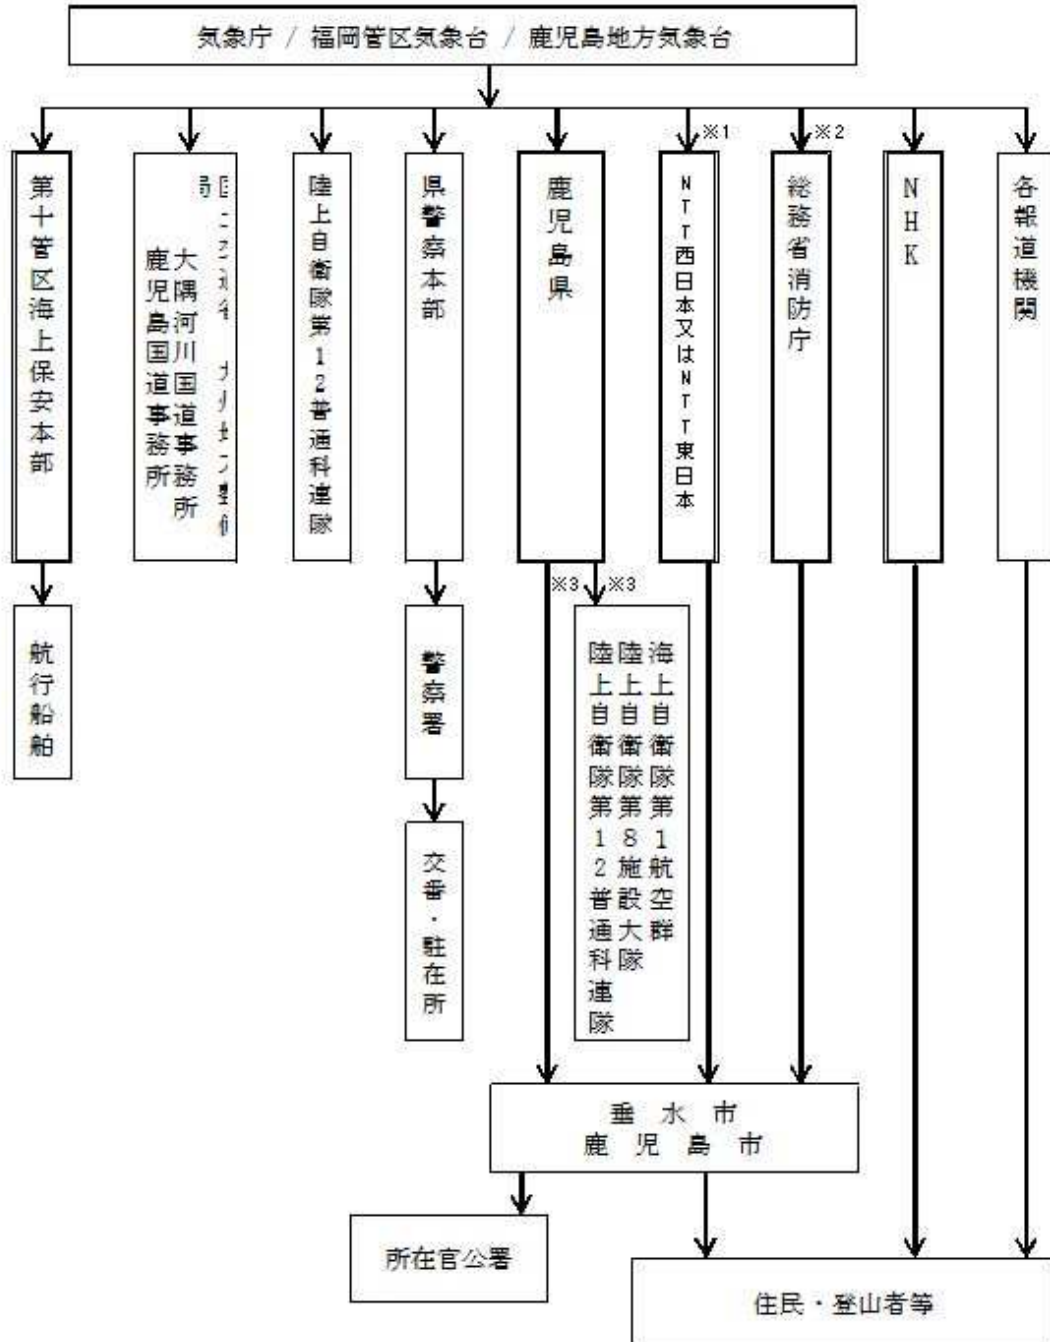 気象庁 / 福岡管区気象台 / 鹿児島地方気象台
※1
※2
第十管区海上保安本部
局
大隅河川国道事務所
鹿児島国道事務所
陸上自衛隊第12普通科連隊
県警察本部
鹿児島県
NTT西日本又はNTT東日本
総務省消防庁
NHK
各報道機関
※3
※3
航行船舶
警察署
交番・駐在所
海上自衛隊第1航空群
陸上自衛隊第8施設大隊
陸上自衛隊第12普通科連隊
垂水市
鹿児島市
所在官公署
住民・登山者等